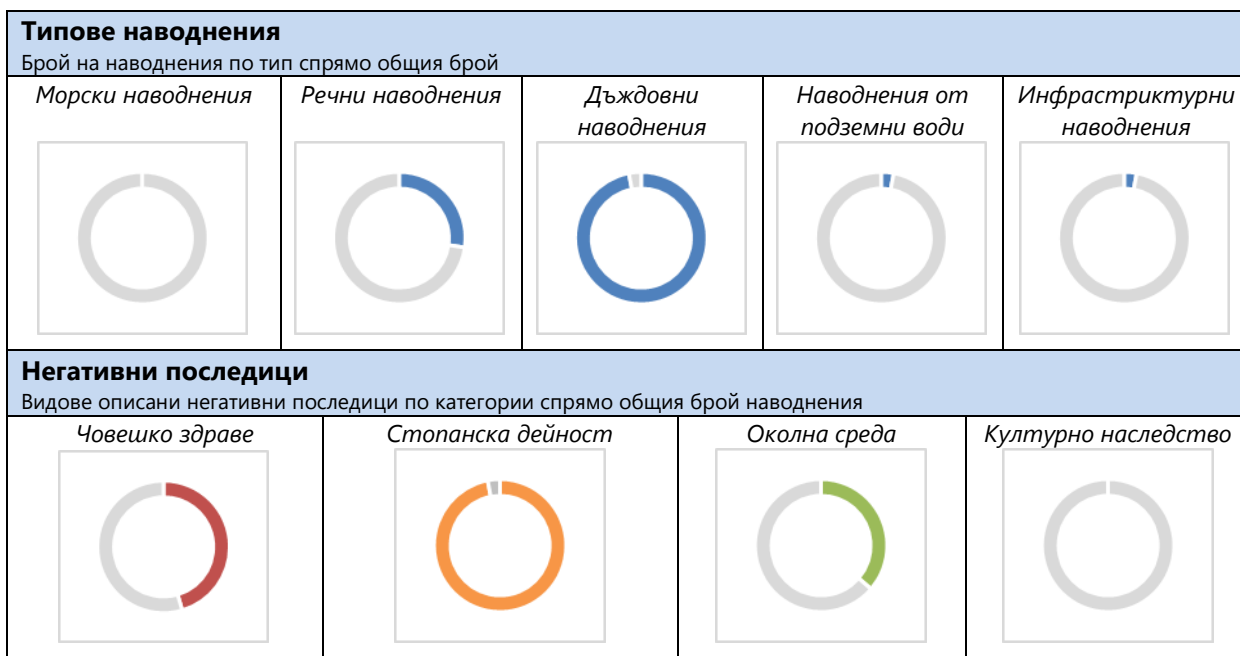 Типове наводнения
Брой на наводнения по тип спрямо общия брой
Морски наводнения
Речни наводнения
Дъждовни
наводнения
Наводнения от
подземни води
Инфрастриктурни
наводнения
Негативни последици
Видове описани негативни последици по категории спрямо общия брой наводнения
Човешко здраве
Стопанска дейност
Околна среда
Културно наследство